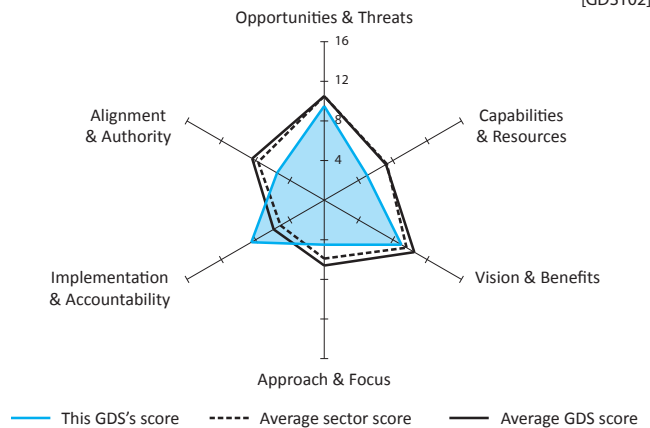 Opportunities & Threats
[GDS102]
16
12
8
4
Alignment
& Authority
Capabilities
& Resources
Implementation
& Accountability
Vision & Benefits
Approach & Focus
This GDS's score
Average sector score
Average GDS score